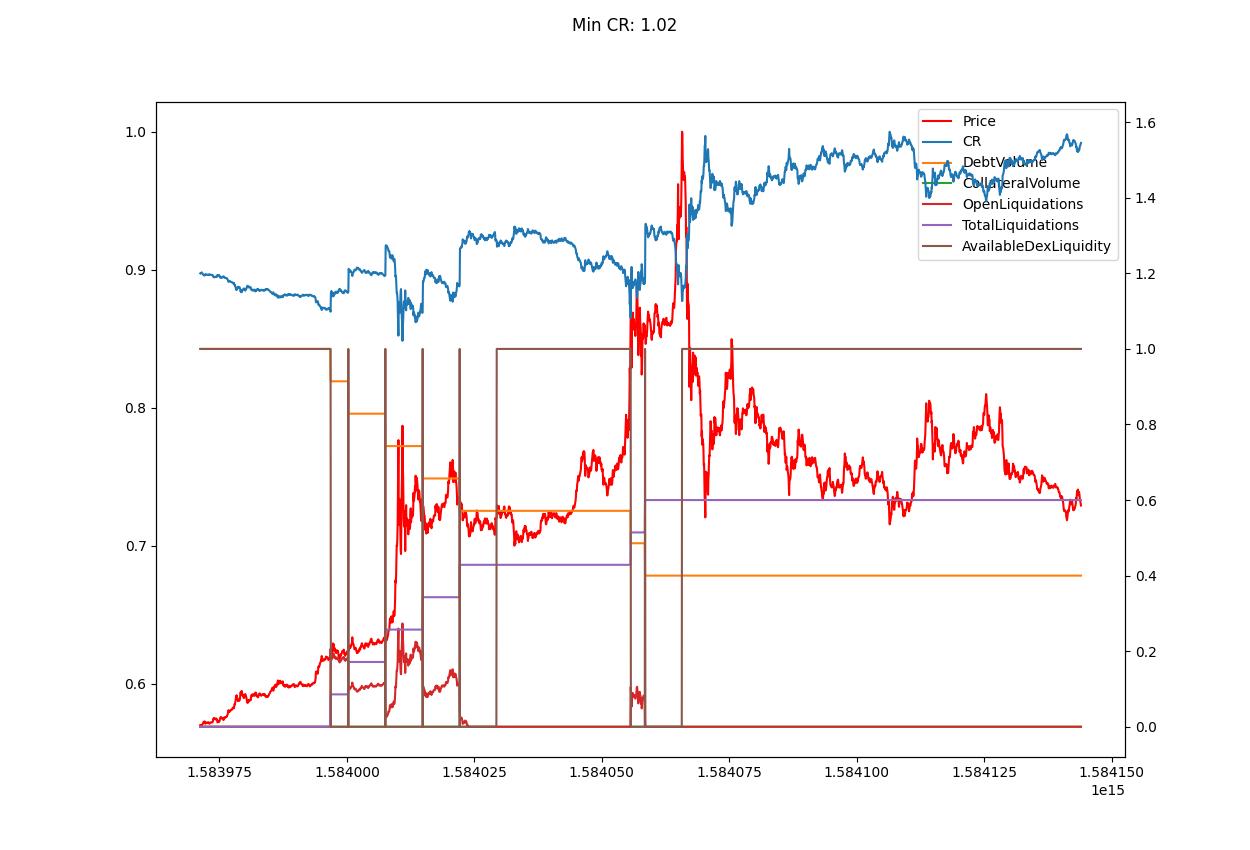 Min CR: 1.02
1.0
0.9
0.8
0.7
0.6
1.6
1.4
1.2
1.0
0.8
0.6
0.4
0.2
0.0
Price
CR
DebtVolume
CollateralVolume
OpenLiquidations
TotalLiquidations
AvailableDexLiquidity
1.583975 1.584000 1.584025 1.584050 1.584075 1.584100 1.584125 1.584150
1e15